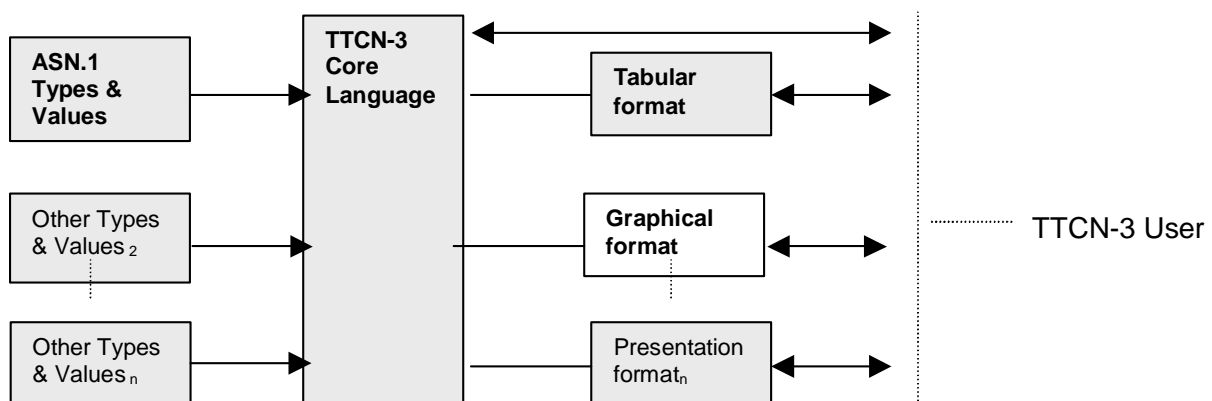 ASN.1
Types &
Values
Other Types
& Values 2
Other Types
& Values n
TTCN-3
Core
Language
Tabular
format
Graphical
format
Presentation
formatn
TTCN-3 User